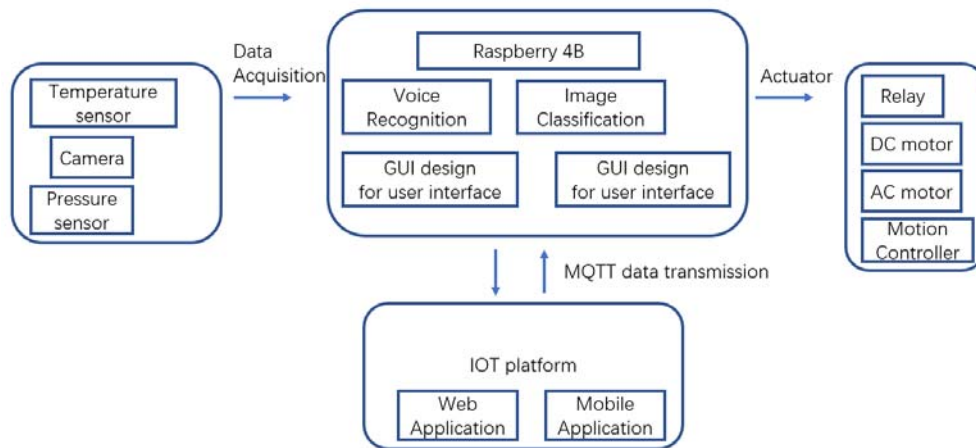 Data
Acquisition
Temperature
sensor
Camera
Pressure
sensor
Raspberry 4B
Voice
Recognition
Image
Classification
GUI design
for user interface
GUI design
for user interface
Actuator
Relay
DC motor
AC motor
Motion
Controller
MQTT data transmission
IOT platform
Web
Application
Mobile
Application